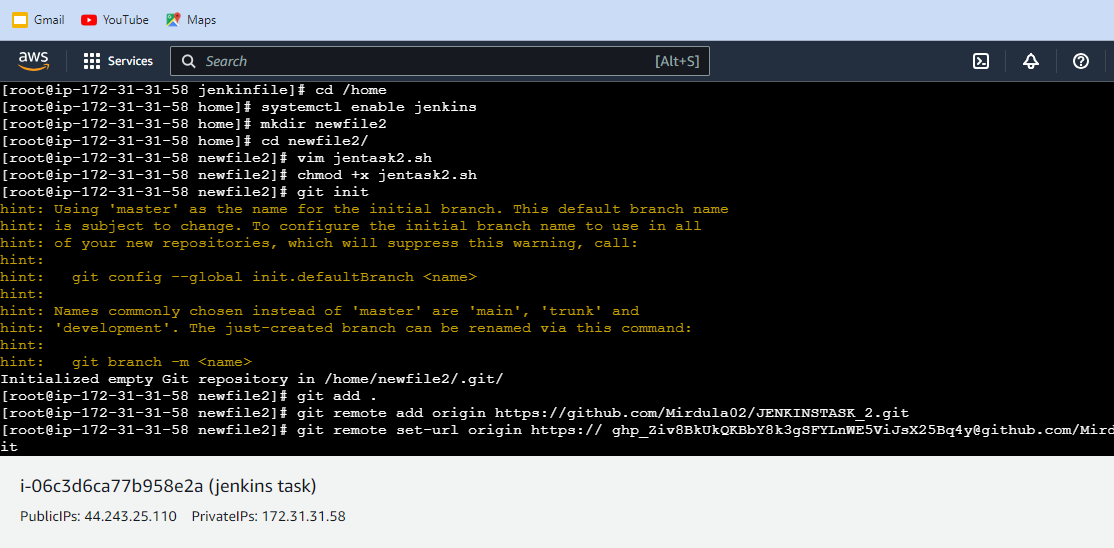 Gmail YouTube Maps
aws Services Search [Alt+S]
[root@ip-172-31-31-58 jenkinfile]# cd /home
[root@ip-172-31-31-58 home]# systemctl enable jenkins
[root@ip-172-31-31-58 home]# mkdir newfile2
[root@ip-172-31-31-58 home]# cd newfile2/
[root@ip-172-31-31-58 newfile2]# vim jentask2.sh
[root@ip-172-31-31-58 newfile2]# chmod +x jentask2.sh
[root@ip-172-31-31-58 newfile2]# git init
hint: Using 'master' as the name for the initial branch. This default branch name
hint: is subject to change. To configure the initial branch name to use in all
hint: of your new repositories, which will suppress this warning, call:
hint:
hint:   git config --global init.defaultBranch <name>
hint:
hint: Names commonly chosen instead of 'master' are 'main', 'trunk' and
hint: 'development'. The just-created branch can be renamed via this command:
hint:
hint:   git branch -m <name>
Initialized empty Git repository in /home/newfile2/.git/
[root@ip-172-31-31-58 newfile2]# git add .
[root@ip-172-31-31-58 newfile2]# git remote add origin https://github.com/Mirdula02/JENKINSTASK_2.git
[root@ip-172-31-31-58 newfile2]# git remote set-url origin https:// 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@github.com/Mird
it
i-06c3d6ca77b958e2a (jenkins task)
PublicIPs: 44.243.25.110 PrivateIPs: 172.31.31.58